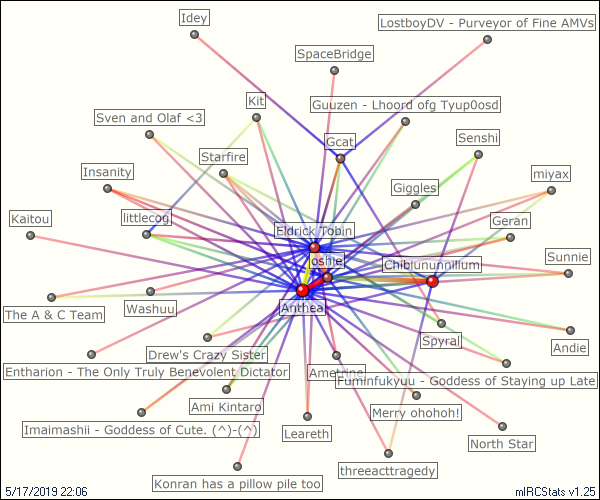 Idey
LostboyDV - Purveyor of Fine AMVs
SpaceBridge
Kit
Guuzen - Lhoord ofg Tyup0osd
Sven and Olaf <3
Gcat
Senshi
Starfire
Insanity
miyax
Giggles
Kaitou
littlecog
Geran
Eldrick Tobin
Sunnie
oshie
Chibiununillium
Anthea
The A & C Team
Washuu
Spyral
Andie
Drew's Crazy Sister
Entharion - The Only Truly Benevolent Dictator
Ametrine
Fuminfukyuu - Goddess of Staying up Late
Ami Kintaro
Merry ohohoh!
Imaimashii - Goddess of Cute. (^)-(^)
Leareth
North Star
threeacttragedy
Konran has a pillow pile too
5/17/2019 22:06
mIRCStats v1.25